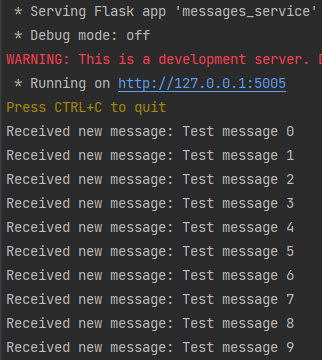 * Serving Flask app 'messages_service'
* Debug mode: off
WARNING: This is a development server.
* Running on http://127.0.0.1:5005
Press CTRL+C to quit
Received new message: Test message 0
Received new message: Test message 1
Received new message: Test message 2
Received new message: Test message 3
Received new message: Test message 4
Received new message: Test message 5
Received new message: Test message 6
Received new message: Test message 7
Received new message: Test message 8
Received new message: Test message 9